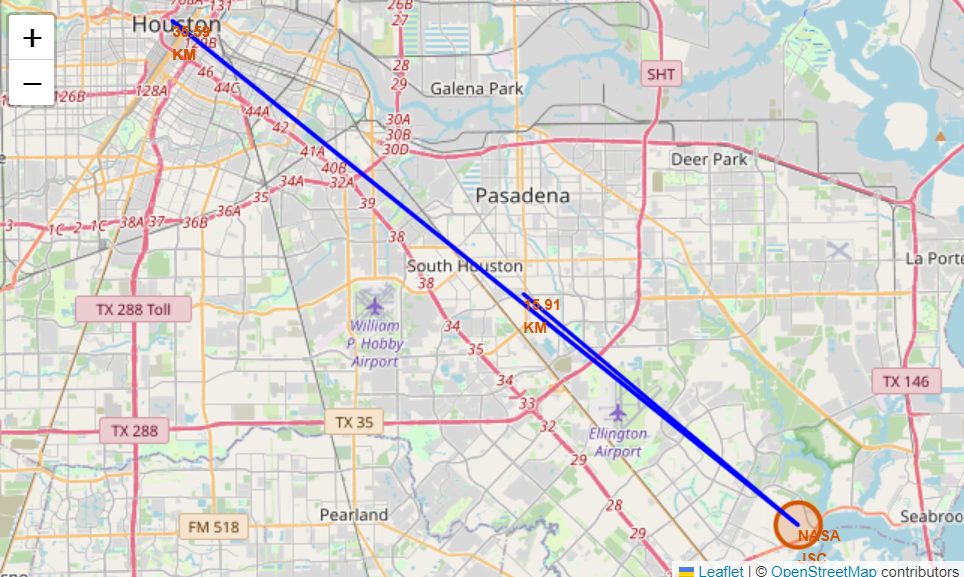 +
−
Houston
131
26B
27
28
29
129B
46
44C
44A
42
126B
128A
41A
40B
30A
30B
30D
34A
32A
35
39
36A
36B
38A
37
1C
2
1C
3
38
38
Galena Park
SHT
Deer Park
Pasadena
South Houston
La Porte
TX 288 Toll
William
P. Hobby
Airport
15.91
KM
34
35
34
33
32
TX 146
TX 288
TX 35
Ellington
Airport
29
28
29
FM 518
Pearland
NASA
JSC
Seabroo
KM
Leaflet | © OpenStreetMap contributors